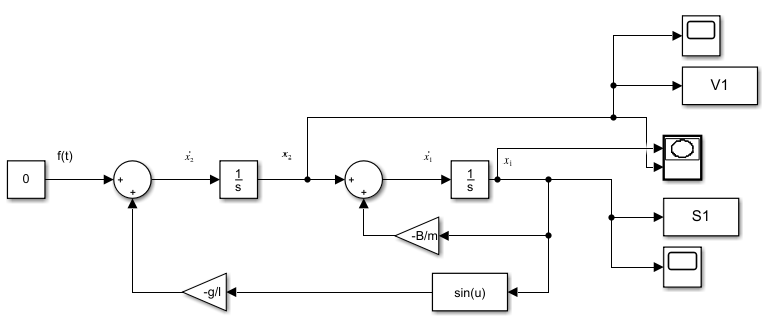 V1
f(t)
ẋ₂
x₂
ẋ₁
x₁
0
+
+
1
s
+
+
1
s
-B/m
S1
-g/l
sin(u)